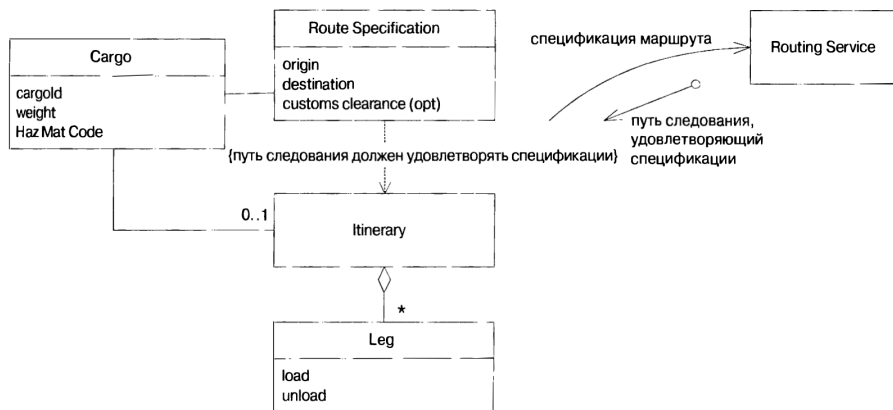 Route Specification
origin
destination
customs clearance (opt)
Cargo
cargoId
weight
Haz Mat Code
спецификация маршрута
Routing Service
путь следования,
удовлетворяющий
спецификации
{путь следования должен удовлетворять спецификации}
0..1
Itinerary
*
Leg
load
unload